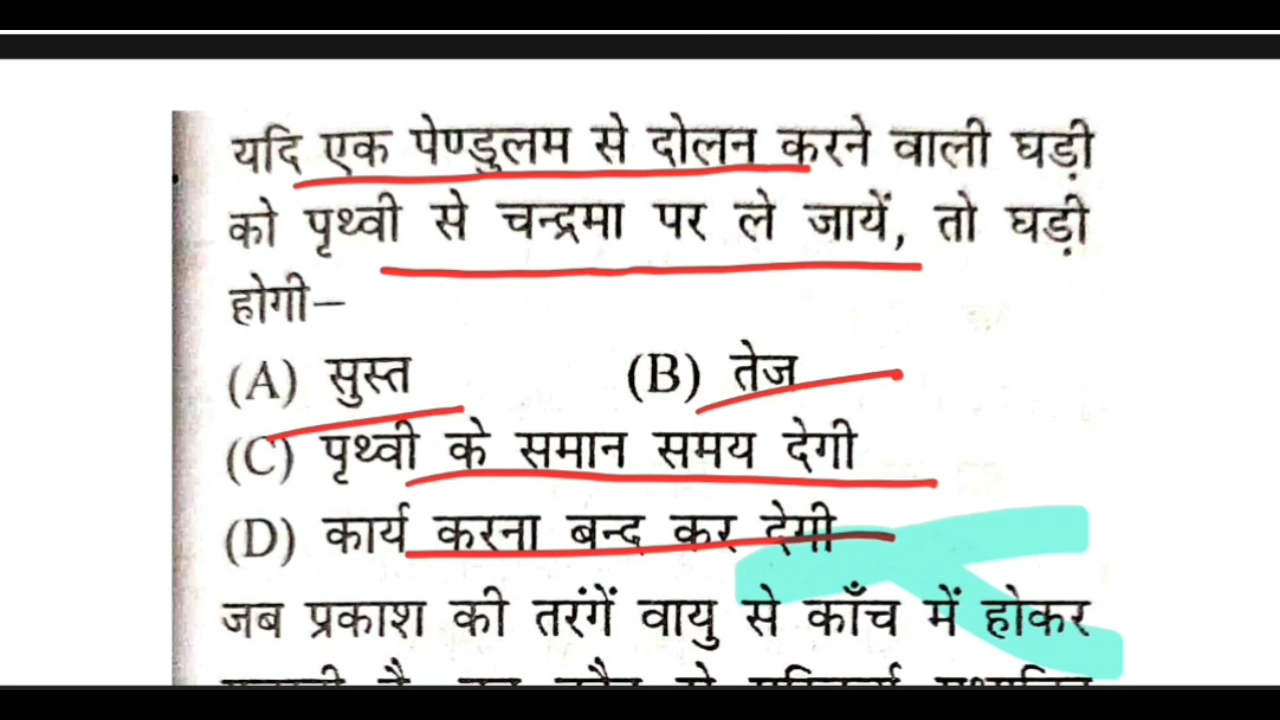 यदि एक पेण्डुलम से दोलन करने वाली घड़ी
को पृथ्वी से चन्द्रमा पर ले जायें, तो घड़ी
होगी–
(A) सुस्त (B) तेज
(C) पृथ्वी के समान समय देगी
(D) कार्य करना बन्द कर देगी
जब प्रकाश की तरंगें वायु से काँच में होकर